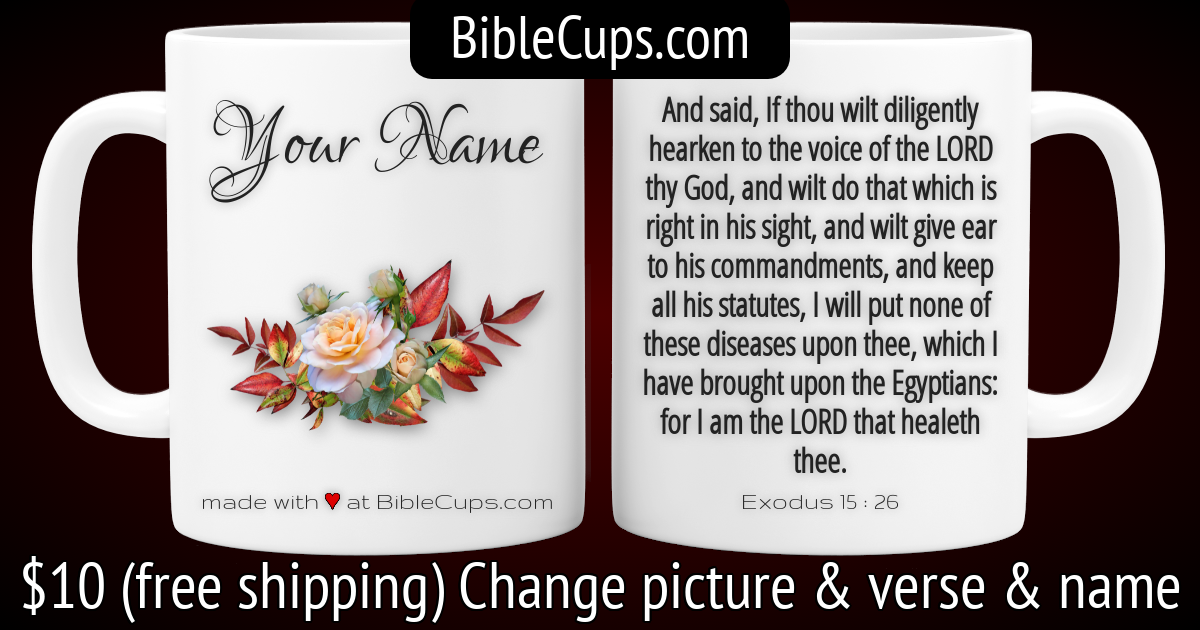 BibleCups.com
Your Name
made with ♥ at BibleCups.com
And said, If thou wilt diligently
hearken to the voice of the LORD
thy God, and wilt do that which is
right in his sight, and wilt give ear
to his commandments, and keep
all his statutes, I will put none of
these diseases upon thee, which I
have brought upon the Egyptians:
for I am the LORD that healeth
thee.
Exodus 15 : 26
$10 (free shipping) Change picture & verse & name